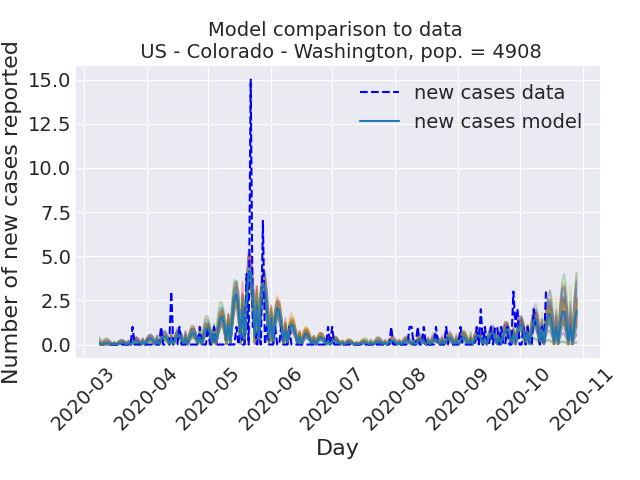 Model comparison to data
US - Colorado - Washington, pop. = 4908
Number of new cases reported
15.0
12.5
10.0
7.5
5.0
2.5
0.0
new cases data
new cases model
2020-03
2020-04
2020-05
2020-06
2020-07
2020-08
2020-09
2020-10
2020-11
Day